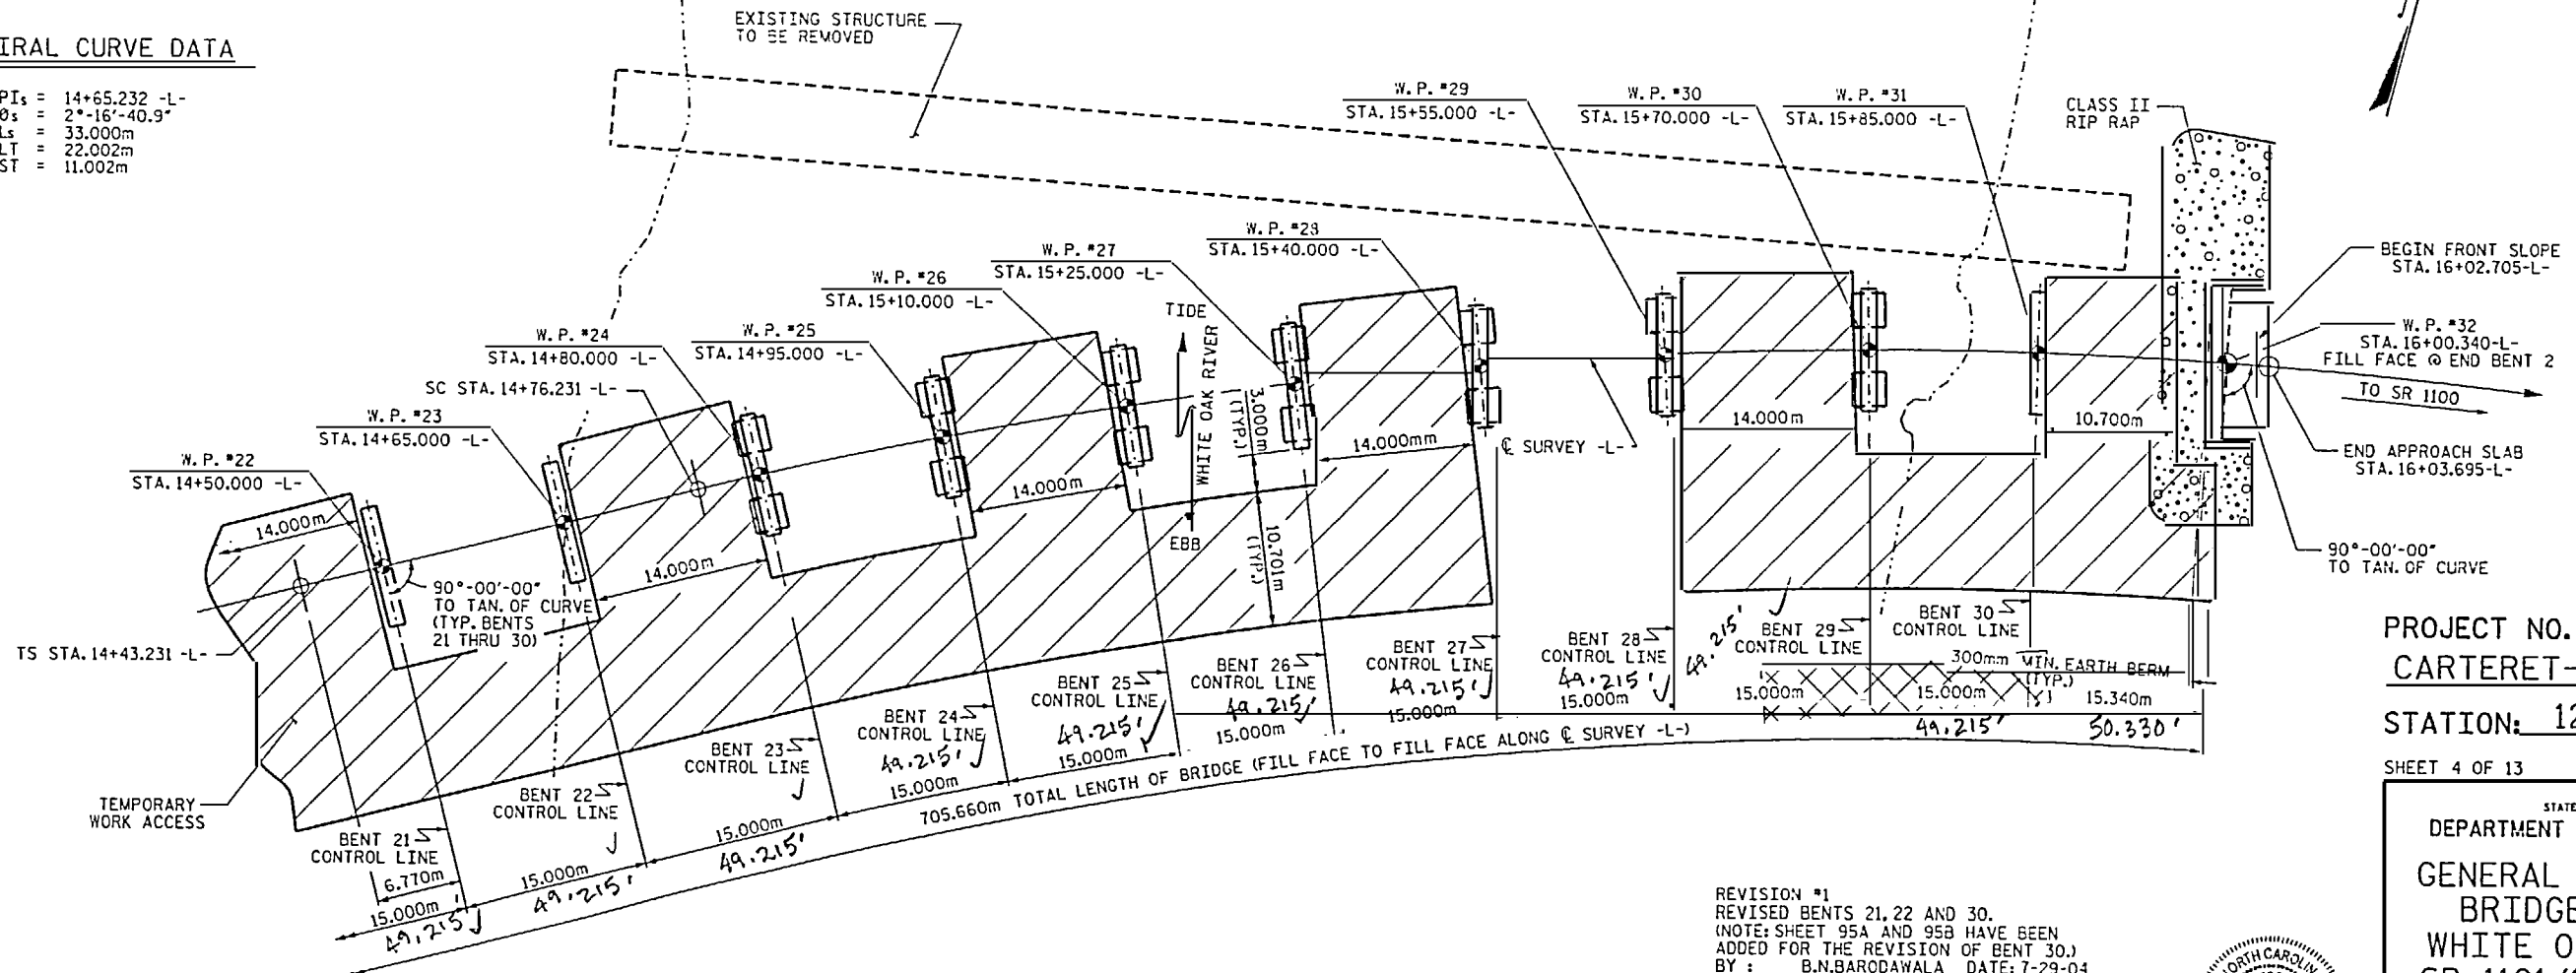 IRAL CURVE DATA
PIs = 14+65.232 -L-
Øs = 2°-16'-40.9"
Ls = 33.000m
LT = 22.002m
ST = 11.002m
EXISTING STRUCTURE
TO BE REMOVED
W.P. #29
STA. 15+55.000 -L-
W.P. #30
STA. 15+70.000 -L-
W.P. #31
STA. 15+85.000 -L-
CLASS II
RIP RAP
W.P. #28
STA. 15+40.000 -L-
W.P. #27
STA. 15+25.000 -L-
W.P. #26
STA. 15+10.000 -L-
W.P. #25
STA. 14+95.000 -L-
W.P. #24
STA. 14+80.000 -L-
SC STA. 14+76.231 -L-
W.P. #23
STA. 14+65.000 -L-
W.P. #22
STA. 14+50.000 -L-
TS STA. 14+43.231 -L-
TIDE
WHITE OAK RIVER
EBB
BEGIN FRONT SLOPE
STA. 16+02.705-L-
W.P. #32
STA. 16+00.340-L-
FILL FACE @ END BENT 2
TO SR 1100
END APPROACH SLAB
STA. 16+03.695-L-
90°-00'-00"
TO TAN. OF CURVE
14.000m
14.000m
14.000m
3.000m
(TYP.)
10.701m
(TYP.)
14.000mm
℄ SURVEY -L-
14.000m
10.700m
90°-00'-00"
TO TAN. OF CURVE
(TYP. BENTS
21 THRU 30)
TEMPORARY
WORK ACCESS
BENT 21
CONTROL LINE
BENT 22
CONTROL LINE
BENT 23
CONTROL LINE
BENT 24
CONTROL LINE
BENT 25
CONTROL LINE
BENT 26
CONTROL LINE
BENT 27
CONTROL LINE
BENT 28
CONTROL LINE
BENT 29
CONTROL LINE
BENT 30
CONTROL LINE
300mm MIN. EARTH BERM
(TYP.)
6.770m
15.000m
49.215'
15.000m
49.215'
15.000m
49.215'
49.215'
15.000m
49.215'
15.000m
49.215'
15.000m
49.215'
15.000m
49.215'
15.000m
49.215'
15.000m
15.000m
49.215'
15.340m
50.330'
705.660m TOTAL LENGTH OF BRIDGE (FILL FACE TO FILL FACE ALONG ℄ SURVEY -L-)
REVISION #1
REVISED BENTS 21, 22 AND 30.
(NOTE: SHEET 95A AND 95B HAVE BEEN
ADDED FOR THE REVISION OF BENT 30.)
BY : B.N.BARODAWALA DATE: 7-29-04
PROJECT NO.
CARTERET-
STATION: 12
SHEET 4 OF 13
STATE
DEPARTMENT
GENERAL
BRIDGE
WHITE O
NORTH CAROLIN